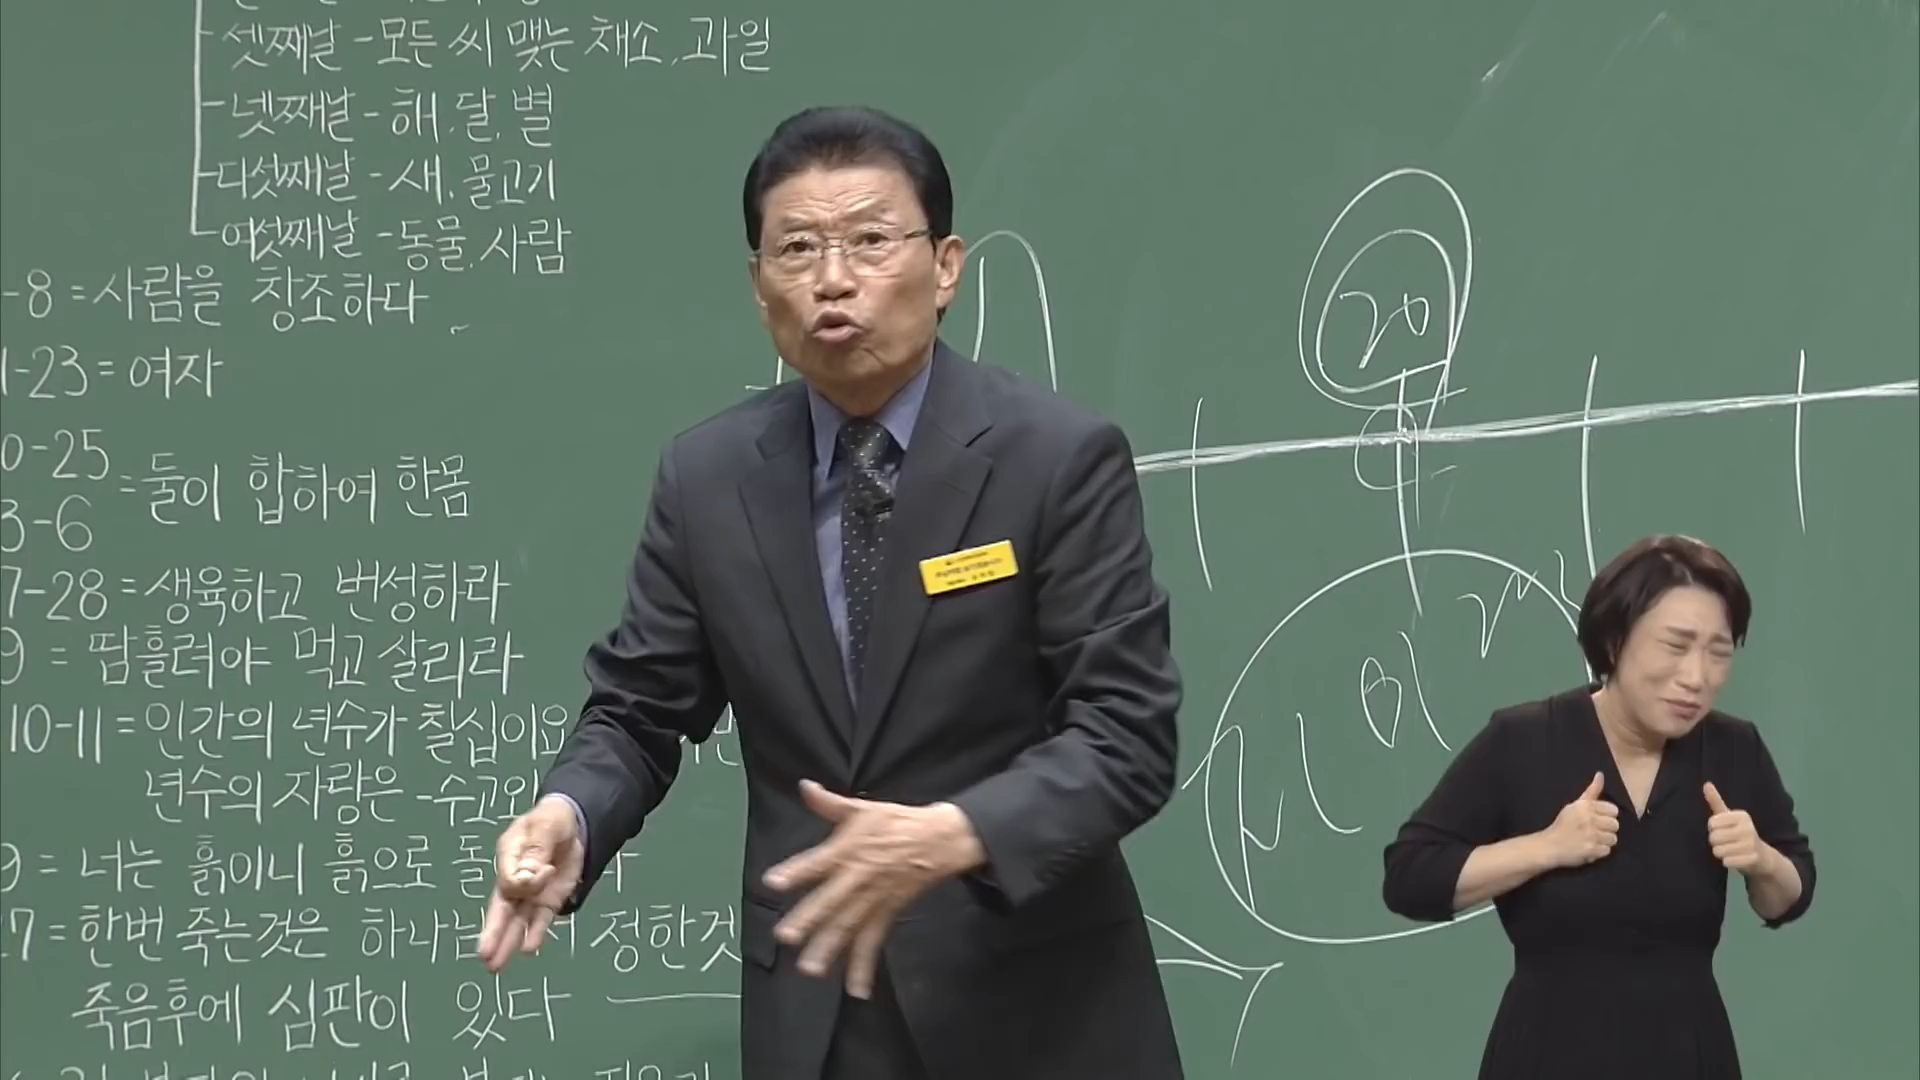 셋째날 - 모든 씨 맺는 채소, 과일
넷째날 - 해, 달, 별
다섯째날 - 새, 물고기
여섯째날 - 동물, 사람
-8 = 사람을 창조하다
1-23 = 여자
0-25
3-6
= 둘이 합하여 한몸
7-28 = 생육하고 번성하라
9 = 땀흘려야 먹고 살리라
10-11 = 인간의 년수가 칠십이요
년수의 자랑은 - 수고와
9 = 너는 흙이니 흙으로
27 = 한번 죽는것은 정한것
죽음후에 심판이 있다
20